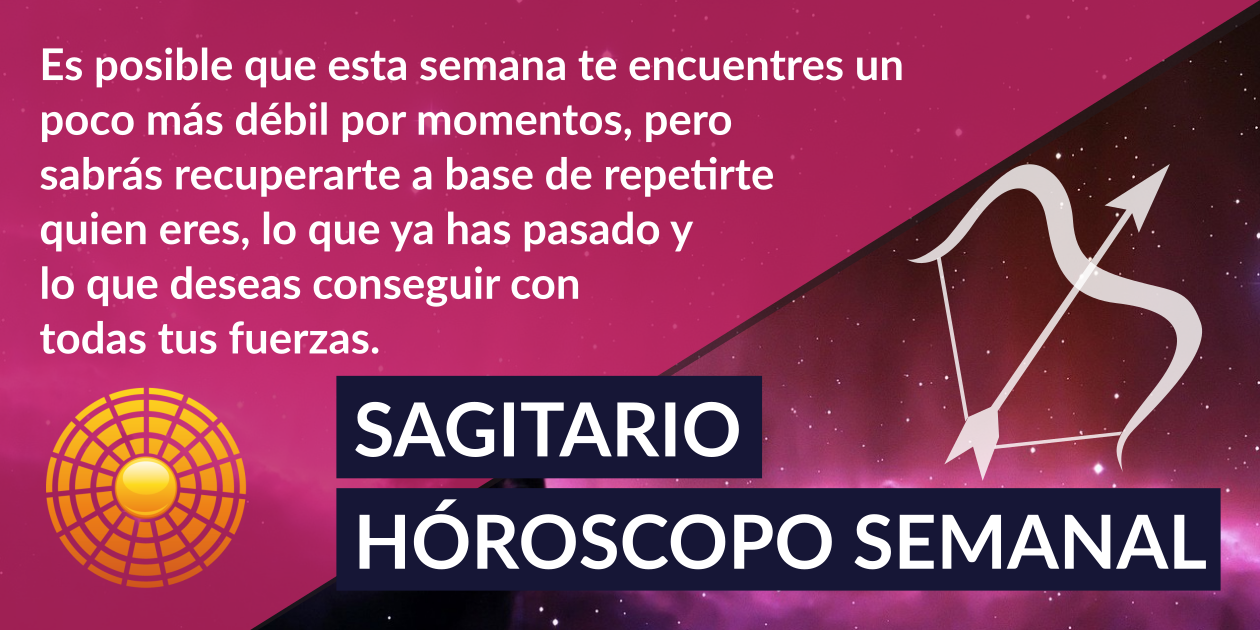 Es posible que esta semana te encuentres un
poco más débil por momentos, pero
sabrás recuperarte a base de repetirte
quien eres, lo que ya has pasado y
lo que deseas conseguir con
todas tus fuerzas.
SAGITARIO
HÓROSCOPO SEMANAL